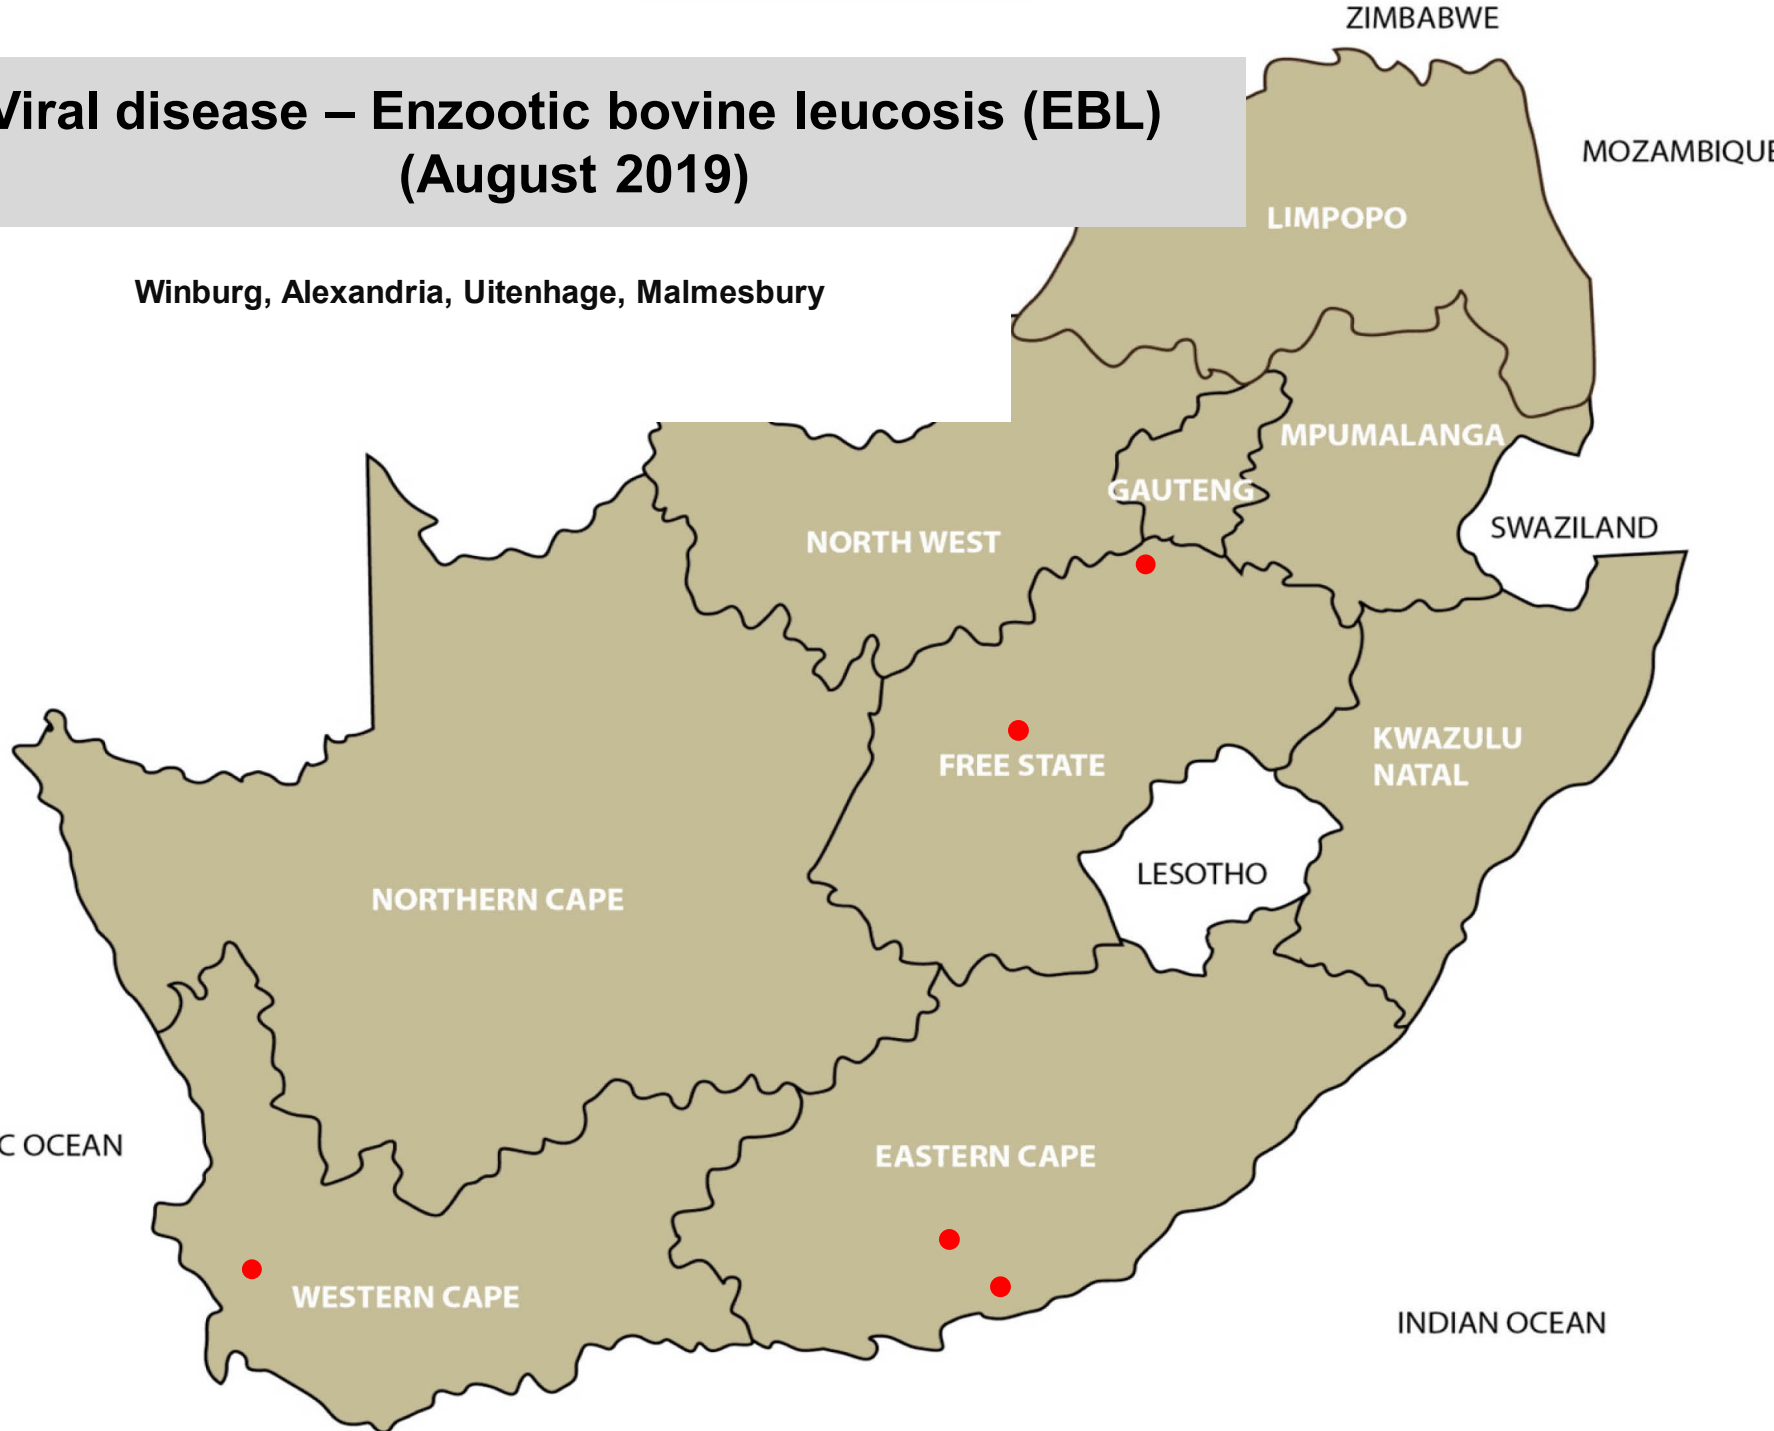 ZIMBABWE
Viral disease – Enzootic bovine leucosis (EBL)
(August 2019)
MOZAMBIQUE
LIMPOPO
Winburg, Alexandria, Uitenhage, Malmesbury
MPUMALANGA
GAUTENG
SWAZILAND
NORTH WEST
KWAZULU
NATAL
FREE STATE
LESOTHO
NORTHERN CAPE
C OCEAN
EASTERN CAPE
WESTERN CAPE
INDIAN OCEAN